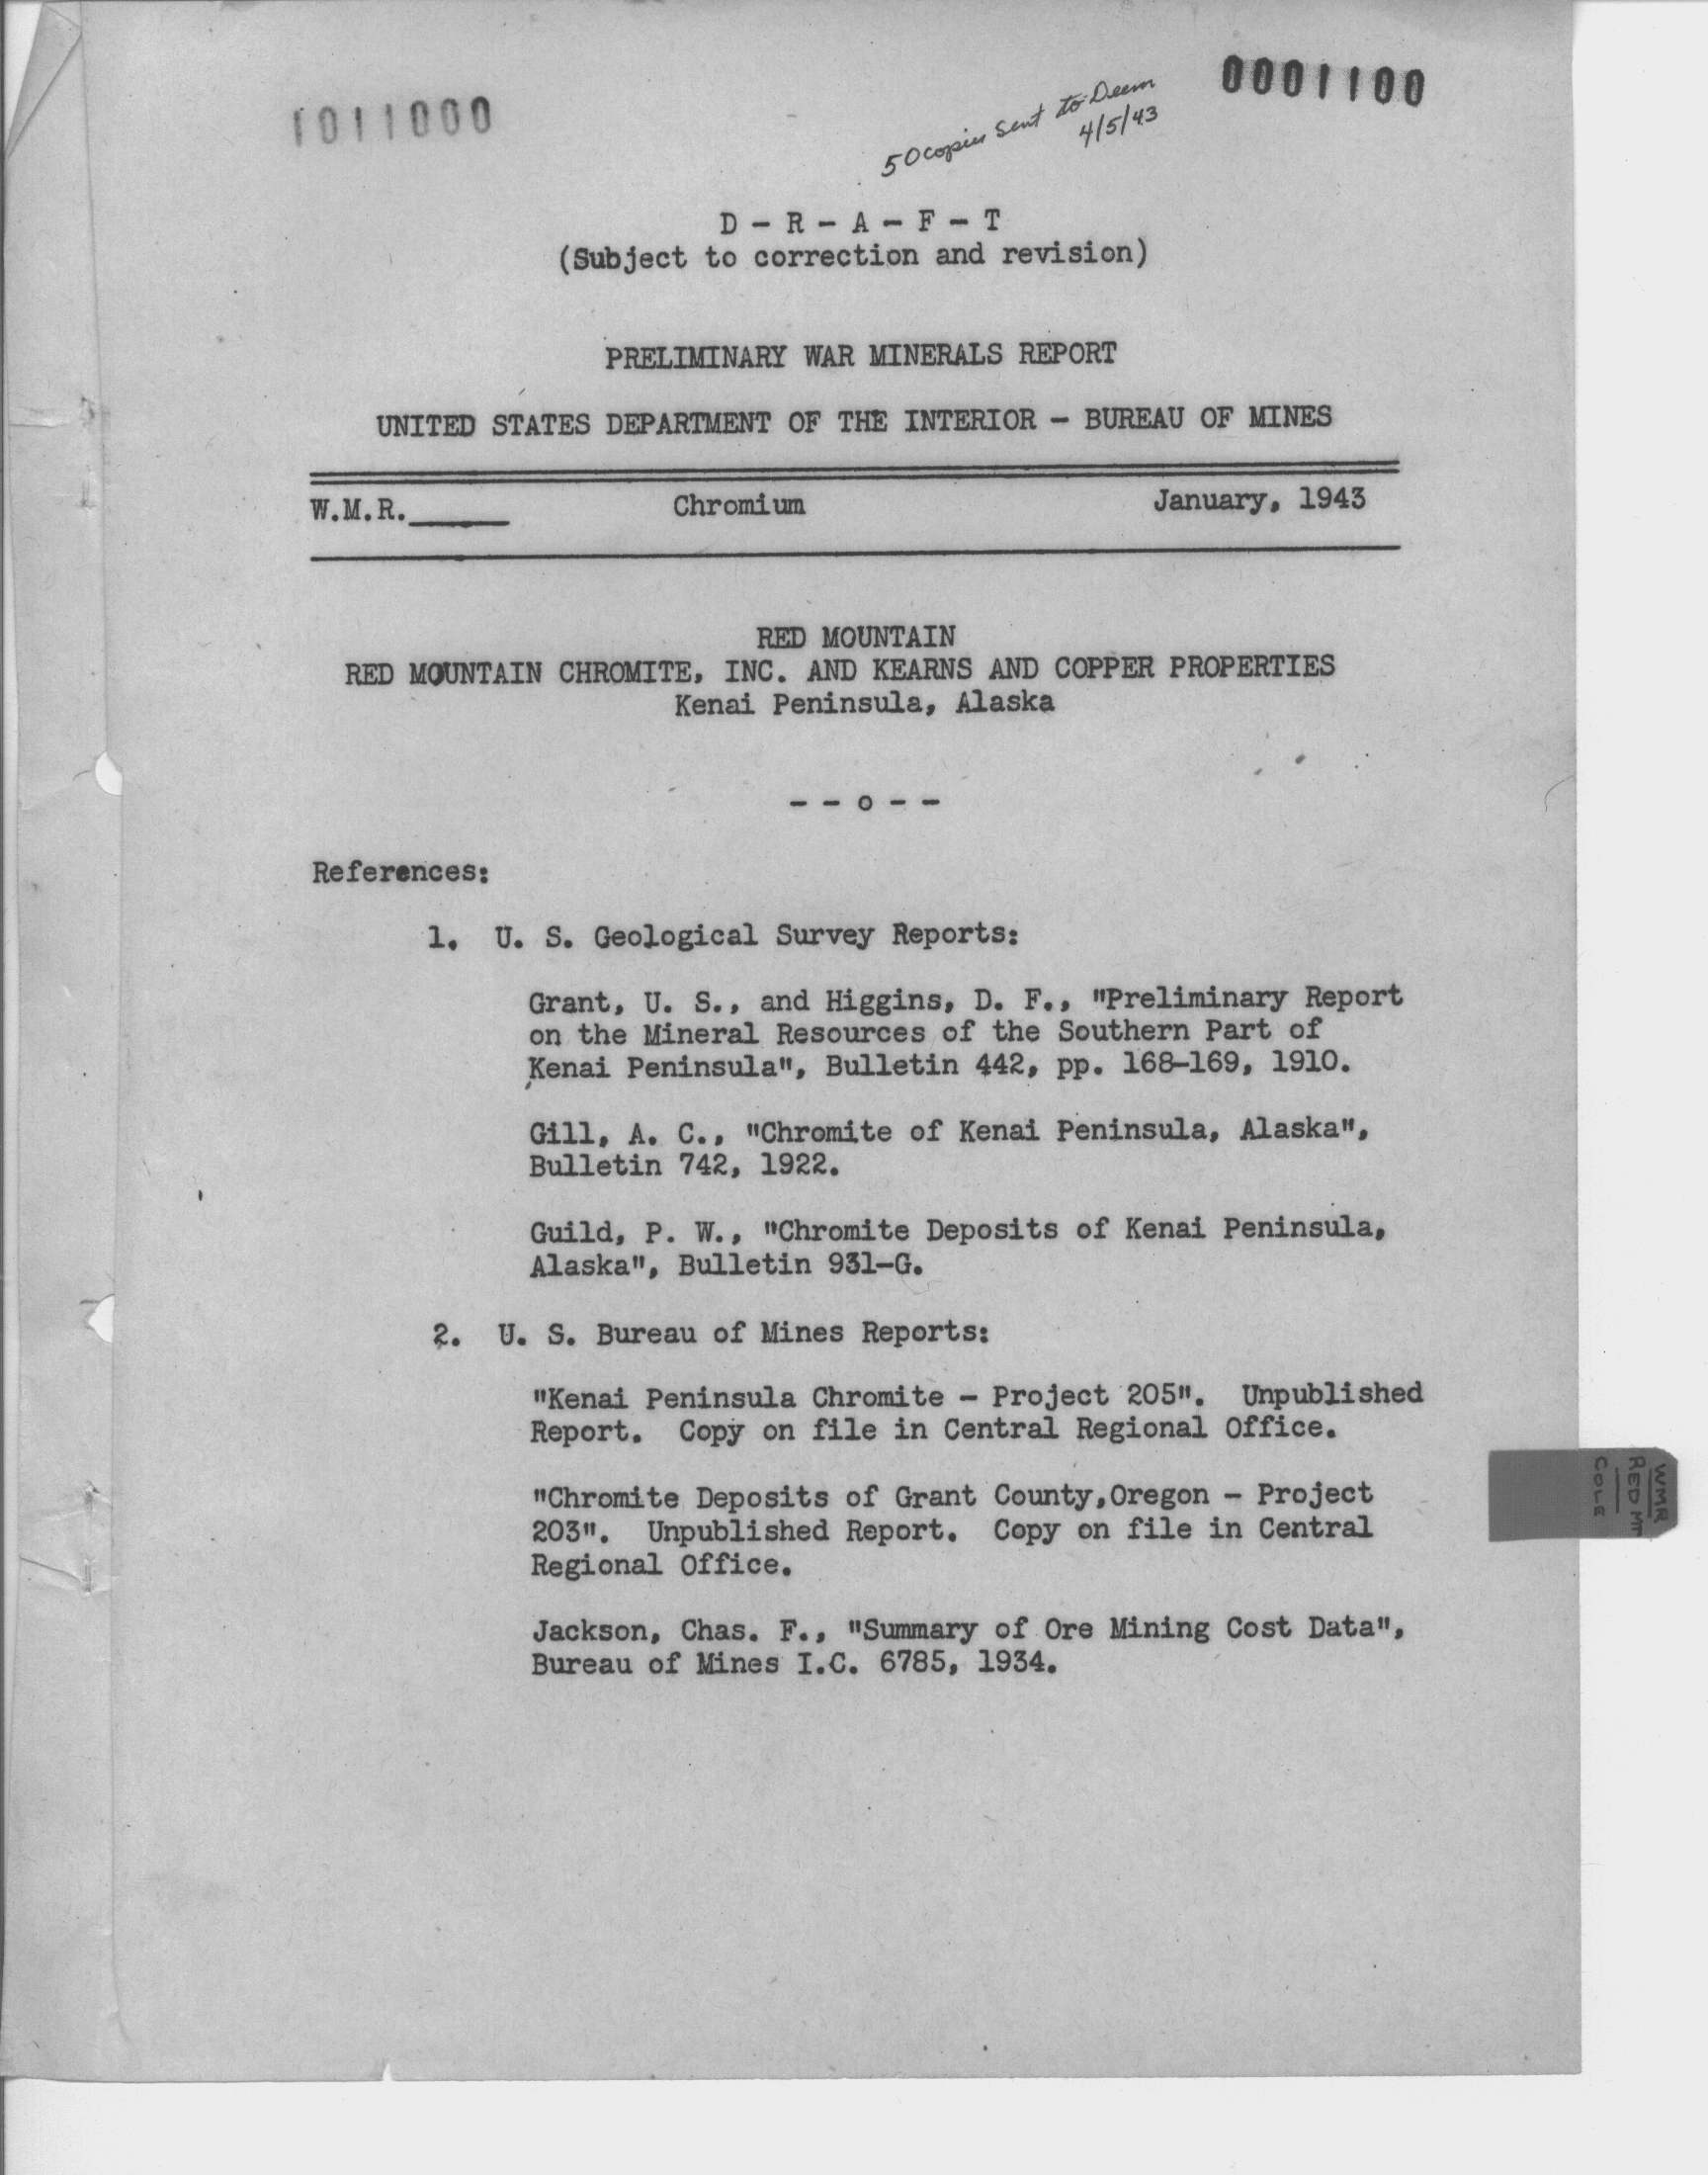 1011000
0001100
50 copies sent to Deem
4/5/43
D - R - A - F - T
(Subject to correction and revision)
PRELIMINARY WAR MINERALS REPORT
UNITED STATES DEPARTMENT OF THE INTERIOR - BUREAU OF MINES
W.M.R.______ Chromium January, 1943
RED MOUNTAIN
RED MOUNTAIN CHROMITE, INC. AND KEARNS AND COPPER PROPERTIES
Kenai Peninsula, Alaska
- - o - -
References:
1. U. S. Geological Survey Reports:
Grant, U. S., and Higgins, D. F., "Preliminary Report
on the Mineral Resources of the Southern Part of
Kenai Peninsula", Bulletin 442, pp. 168-169, 1910.
Gill, A. C., "Chromite of Kenai Peninsula, Alaska",
Bulletin 742, 1922.
Guild, P. W., "Chromite Deposits of Kenai Peninsula,
Alaska", Bulletin 931-G.
2. U. S. Bureau of Mines Reports:
"Kenai Peninsula Chromite - Project 205". Unpublished
Report. Copy on file in Central Regional Office.
"Chromite Deposits of Grant County,Oregon - Project
203". Unpublished Report. Copy on file in Central
Regional Office.
Jackson, Chas. F., "Summary of Ore Mining Cost Data",
Bureau of Mines I.C. 6785, 1934.
WMR
RED MT
COLE